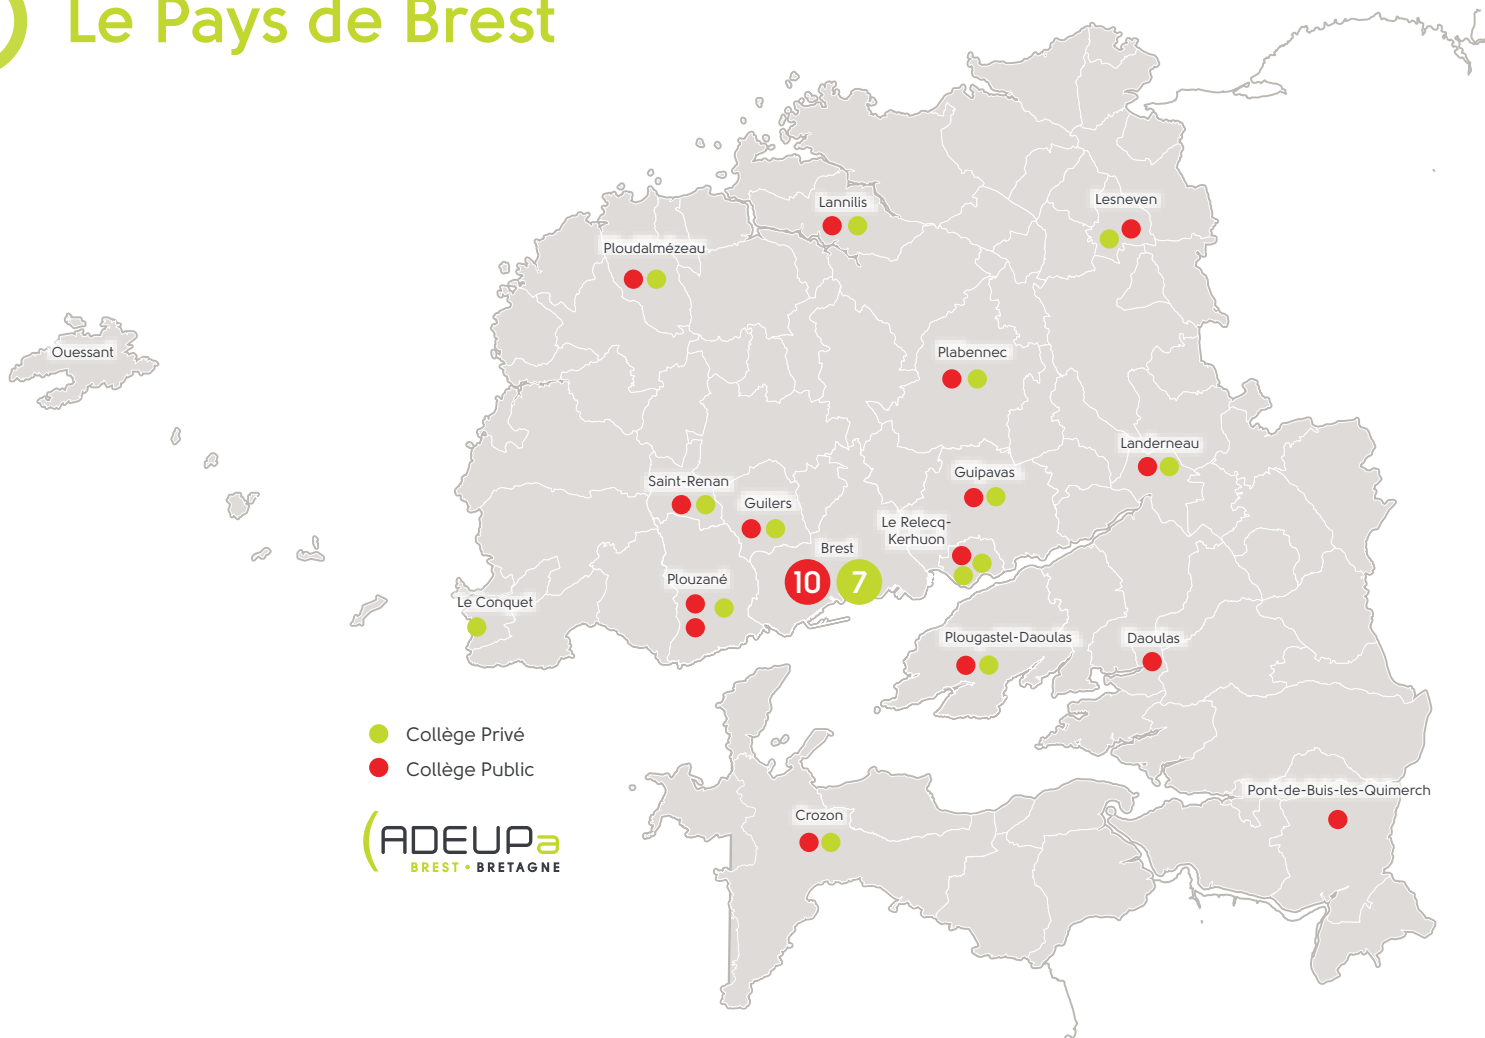 Le Pays de Brest
Lannilis
Lesneven
Ploudalmézeau
Ouessant
Plabennec
Landerneau
Guipavas
Saint-Renan
Guilers
Le Relecq-
Kerhuon
Brest
10
7
Plouzané
Le Conquet
Plougastel-Daoulas
Daoulas
Collège Privé
Collège Public
Pont-de-Buis-les-Quimerch
Crozon
ADEUPa
BREST • BRETAGNE